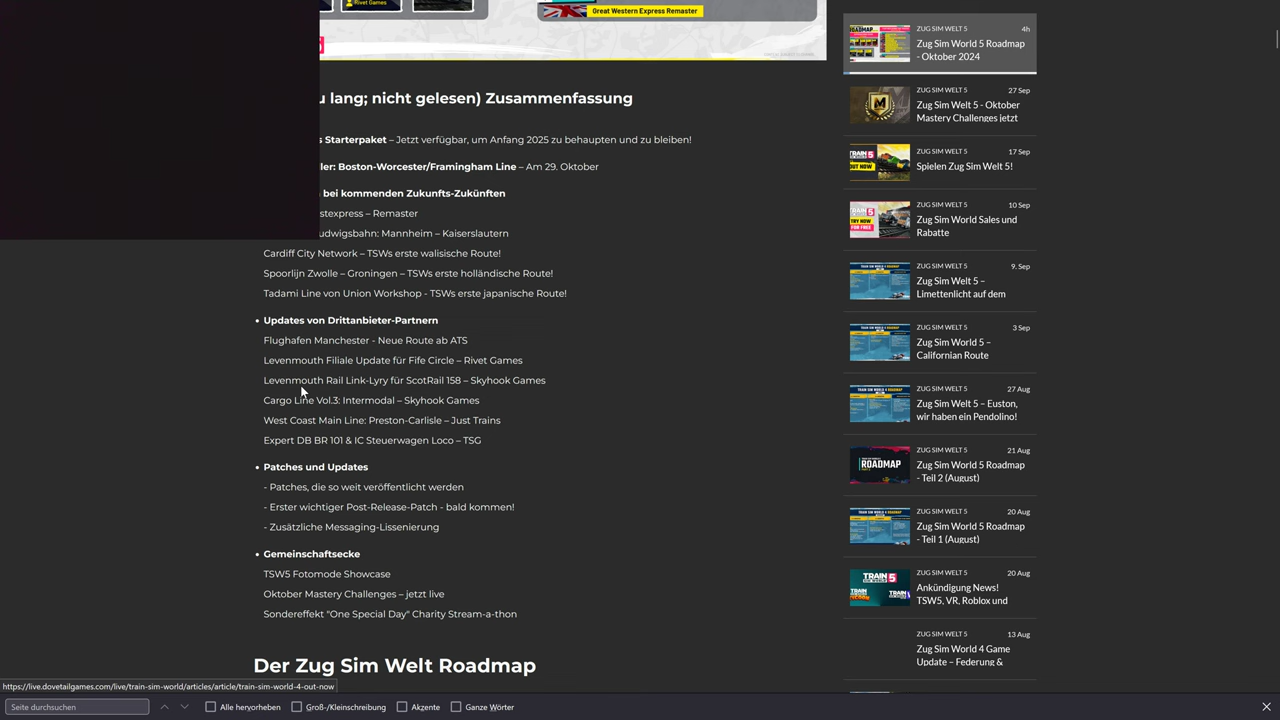 Rivet Games
Great Western Express Remaster
lang; nicht gelesen) Zusammenfassung
Starterpaket – Jetzt verfügbar, um Anfang 2025 zu behaupten und zu bleiben!
Boston-Worcester/Framingham Line – Am 29. Oktober
bei kommenden Zukunfts-Zukünften
– Remaster
Mannheim – Kaiserslautern
Cardiff City Network – TSWs erste walisische Route!
Spoorlijn Zwolle – Groningen – TSWs erste holländische Route!
Tadami Line von Union Workshop - TSWs erste japanische Route!
• Updates von Drittanbieter-Partnern
Flughafen Manchester - Neue Route ab ATS
Levenmouth Filiale Update für Fife Circle – Rivet Games
Levenmouth Rail Link-Lyry für ScotRail 158 – Skyhook Games
Cargo Line Vol.3: Intermodal – Skyhook Games
West Coast Main Line: Preston-Carlisle – Just Trains
Expert DB BR 101 & IC Steuerwagen Loco – TSG
• Patches und Updates
- Patches, die so weit veröffentlicht werden
- Erster wichtiger Post-Release-Patch - bald kommen!
- Zusätzliche Messaging-Lissenierung
• Gemeinschaftsecke
TSW5 Fotomode Showcase
Oktober Mastery Challenges – jetzt live
Sondereffekt "One Special Day" Charity Stream-a-thon
Der Zug Sim Welt Roadmap
ZUG SIM WELT 5 4h
Zug Sim World 5 Roadmap
- Oktober 2024
ZUG SIM WELT 5 27 Sep
Zug Sim Welt 5 - Oktober
Mastery Challenges jetzt
ZUG SIM WELT 5 17 Sep
Spielen Zug Sim Welt 5!
ZUG SIM WELT 5 10 Sep
Zug Sim World Sales und
Rabatte
ZUG SIM WELT 5 9. Sep
Zug Sim Welt 5 –
Limettenlicht auf dem
ZUG SIM WELT 5 3 Sep
Zug Sim World 5 –
Californian Route
ZUG SIM WELT 5 27 Aug
Zug Sim Welt 5 – Euston,
wir haben ein Pendolino!
ZUG SIM WELT 5 21 Aug
Zug Sim World 5 Roadmap
- Teil 2 (August)
ZUG SIM WELT 5 20 Aug
Zug Sim World 5 Roadmap
- Teil 1 (August)
ZUG SIM WELT 5 20 Aug
Ankündigung News!
TSW5, VR, Roblox und
ZUG SIM WELT 5 13 Aug
Zug Sim World 4 Game
Update – Federung &
https://live.dovetailgames.com/live/train-sim-world/articles/article/train-sim-world-4-out-now
Seite durchsuchen Alle hervorheben Groß-/Kleinschreibung Akzente Ganze Wörter